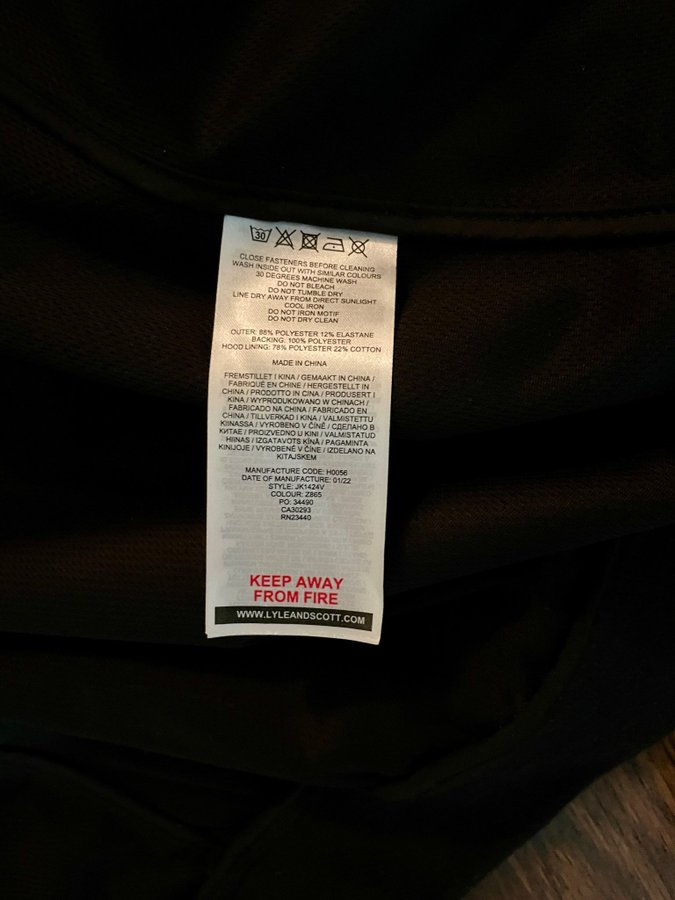 30
CLOSE FASTENERS BEFORE CLEANING
WASH INSIDE OUT WITH SIMILAR COLOURS
30 DEGREES MACHINE WASH
DO NOT BLEACH
DO NOT TUMBLE DRY
LINE DRY AWAY FROM DIRECT SUNLIGHT
COOL IRON
DO NOT IRON MOTIF
DO NOT DRY CLEAN
OUTER: 88% POLYESTER 12% ELASTANE
BACKING: 100% POLYESTER
HOOD LINING: 78% POLYESTER 22% COTTON
MADE IN CHINA
FREMSTILLET I KINA / GEMAAKT IN CHINA /
FABRIQUÉ EN CHINE / HERGESTELLT IN
CHINA / PRODOTTO IN CINA / PRODUSERT I
KINA / WYPRODUKOWANO W CHINACH /
FABRICADO NA CHINA / FABRICADO EN
CHINA / TILLVERKAD I KINA / VALMISTETTU
KIINASSA / VYROBENO V ČÍNĚ / СДЕЛАНО В
КИТАЕ / PROIZVEDNO U KINI / VALMISTATUD
HIINAS / IZGATAVOTS ĶĪNĀ / PAGAMINTA
KINIJOJE / VYROBENÉ V ČÍNE / IZDELANO NA
KITAJSKEM
MANUFACTURE CODE: H0056
DATE OF MANUFACTURE: 01/22
STYLE: JK1424V
COLOUR: Z865
PO: 34490
CA30293
RN23440
KEEP AWAY
FROM FIRE
WWW.LYLEANDSCOTT.COM